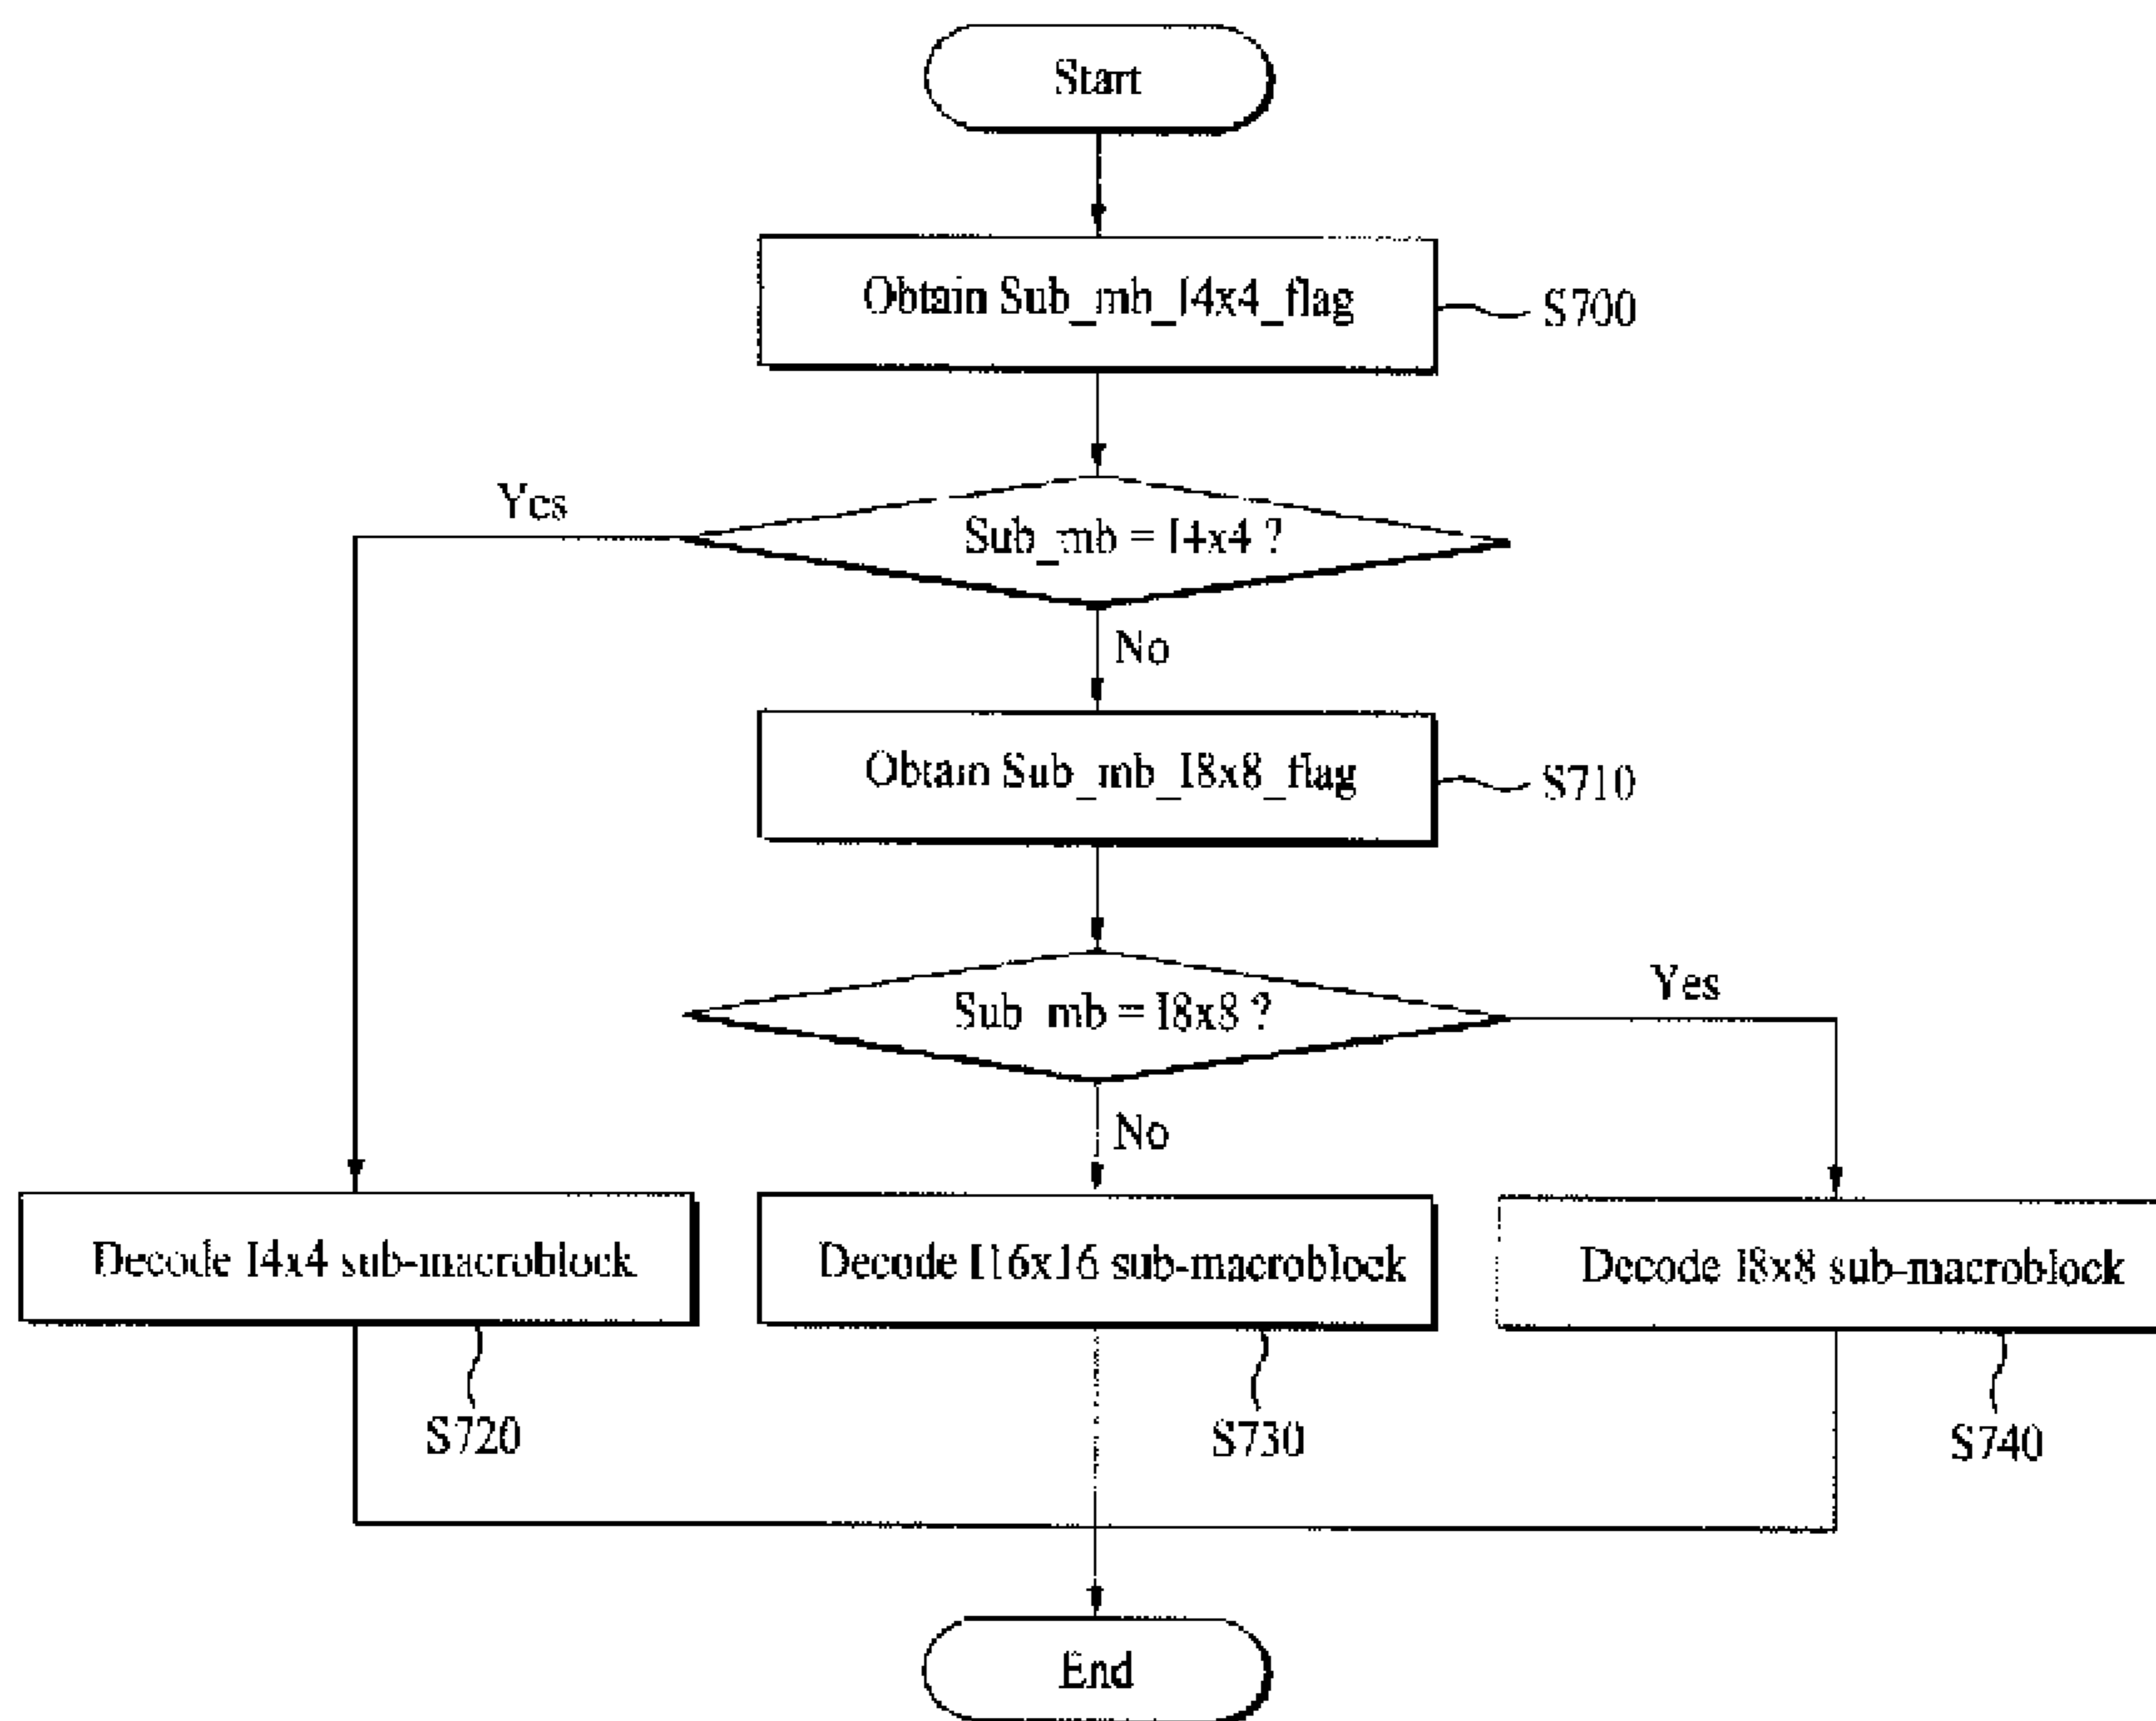 Start
Obtain Sub_mb_I4x4_flag
S700
Yes
Sub_mb = I4x4 ?
No
Obtain Sub_mb_I8x8_flag
S710
Sub_mb = I8x8 ?
Yes
No
Decode I4x4 sub-macroblock
Decode I16x16 sub-macroblock
Decode I8x8 sub-macroblock
S720
S730
S740
End